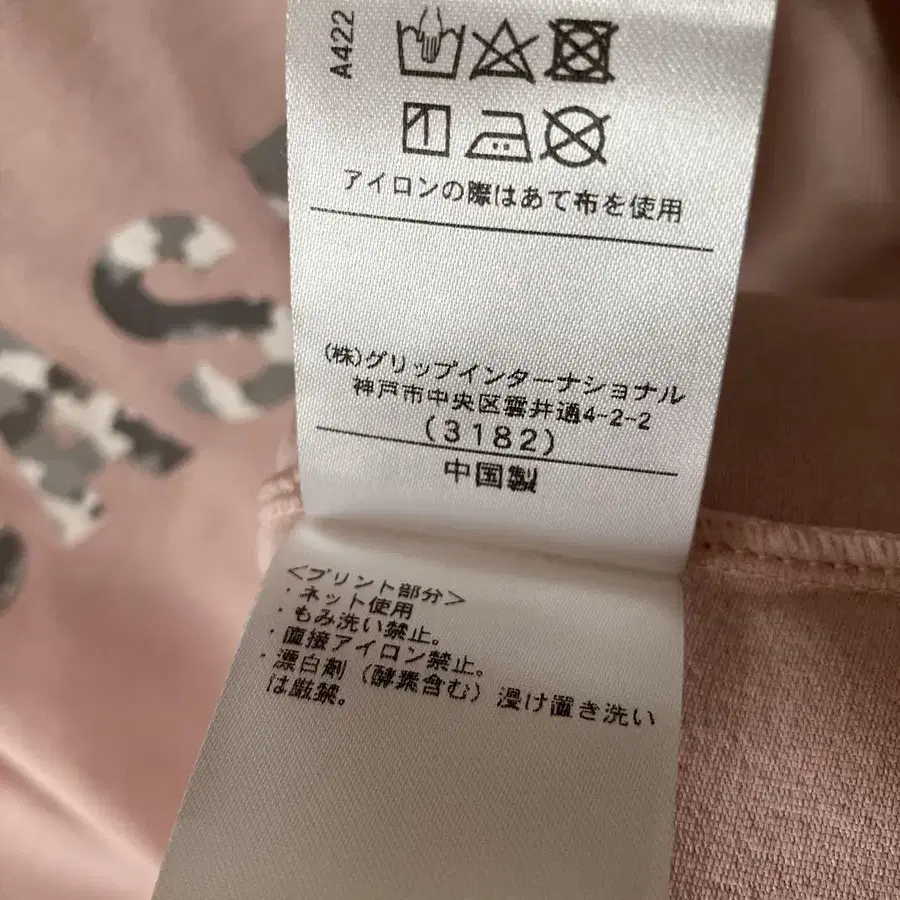 A422
アイロンの際はあて布を使用
(株)グリップインターナショナル
神戸市中央区雲井通4-2-2
(3182)
中国製
<プリント部分>
・ネット使用
・もみ洗い禁止。
・直接アイロン禁止。
・漂白剤（酵素含む）浸け置き洗い
は厳禁。